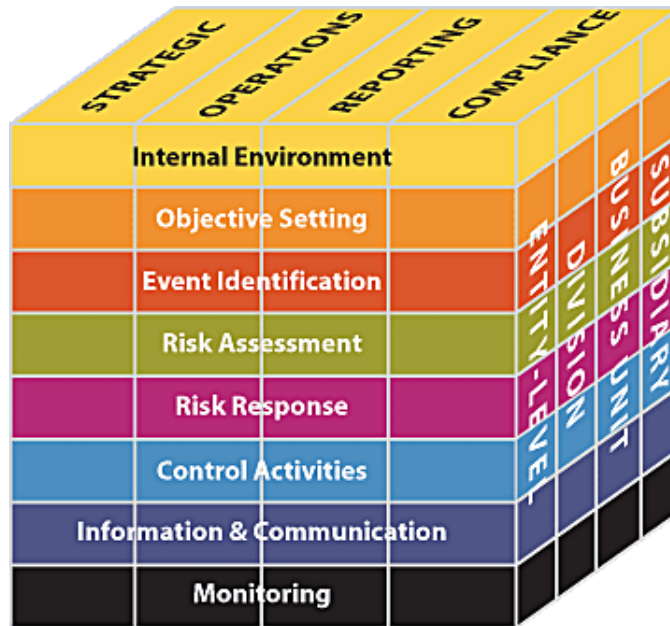 STRATEGIC
OPERATIONS
REPORTING
COMPLIANCE
Internal Environment
Objective Setting
Event Identification
Risk Assessment
Risk Response
Control Activities
Information & Communication
Monitoring
ENTITY-LEVEL
DIVISION
BUSINESS UNIT
SUBSIDIARY